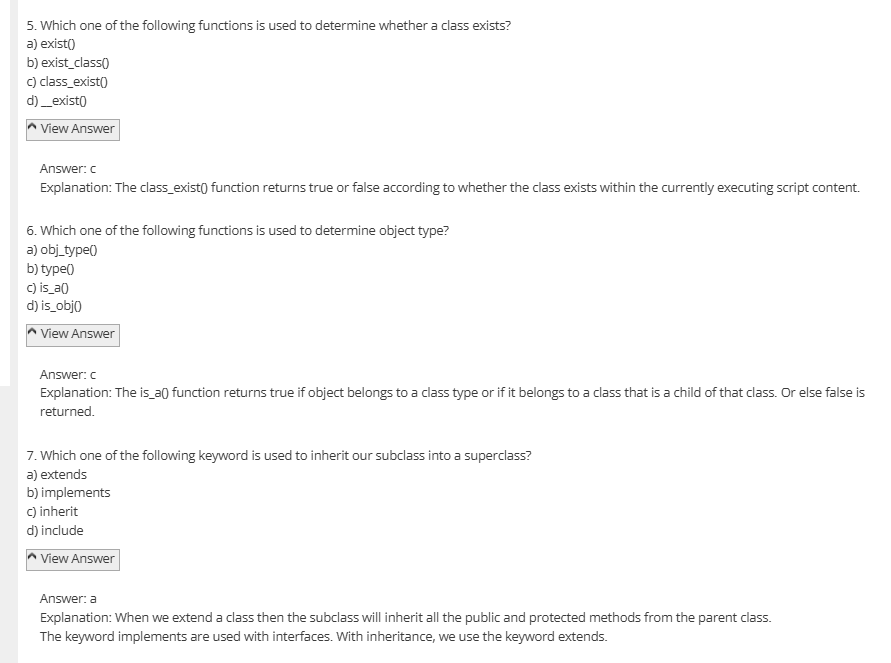 5. Which one of the following functions is used to determine whether a class exists?
a) exist()
b) exist_class()
c) class_exist()
d) __exist()
View Answer
Answer: c
Explanation: The class_exist() function returns true or false according to whether the class exists within the currently executing script content.
6. Which one of the following functions is used to determine object type?
a) obj_type()
b) type()
c) is_a()
d) is_obj()
View Answer
Answer: c
Explanation: The is_a() function returns true if object belongs to a class type or if it belongs to a class that is a child of that class. Or else false is
returned.
7. Which one of the following keyword is used to inherit our subclass into a superclass?
a) extends
b) implements
c) inherit
d) include
View Answer
Answer: a
Explanation: When we extend a class then the subclass will inherit all the public and protected methods from the parent class.
The keyword implements are used with interfaces. With inheritance, we use the keyword extends.